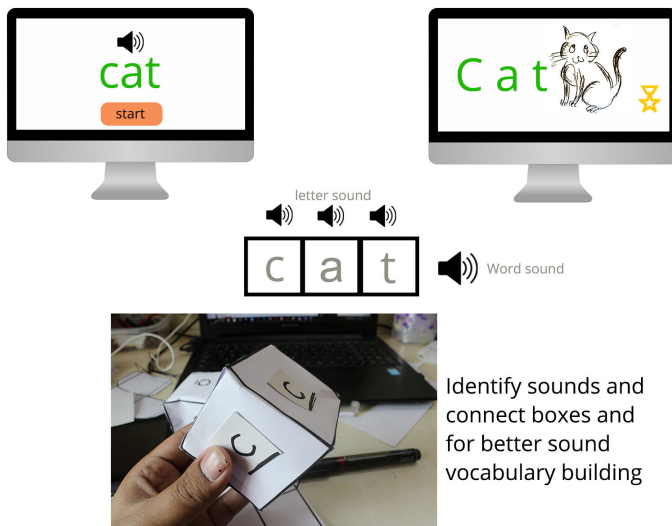 cat
start
C a t
letter sound
c a t
Word sound
c
c
Identify sounds and
connect boxes and
for better sound
vocabulary building